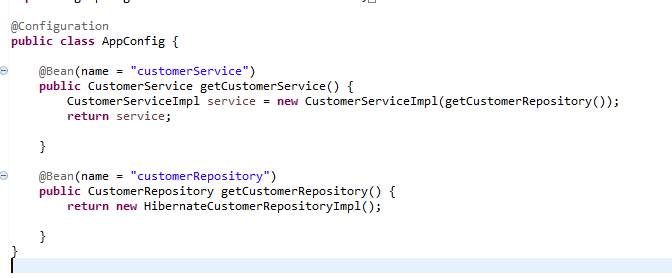 @Configuration
public class AppConfig {
@Bean(name = "customerService")
public CustomerService getCustomerService() {
CustomerServiceImpl service = new CustomerServiceImpl(getCustomerRepository());
return service;
}
@Bean(name = "customerRepository")
public CustomerRepository getCustomerRepository() {
return new HibernateCustomerRepositoryImpl();
}
}